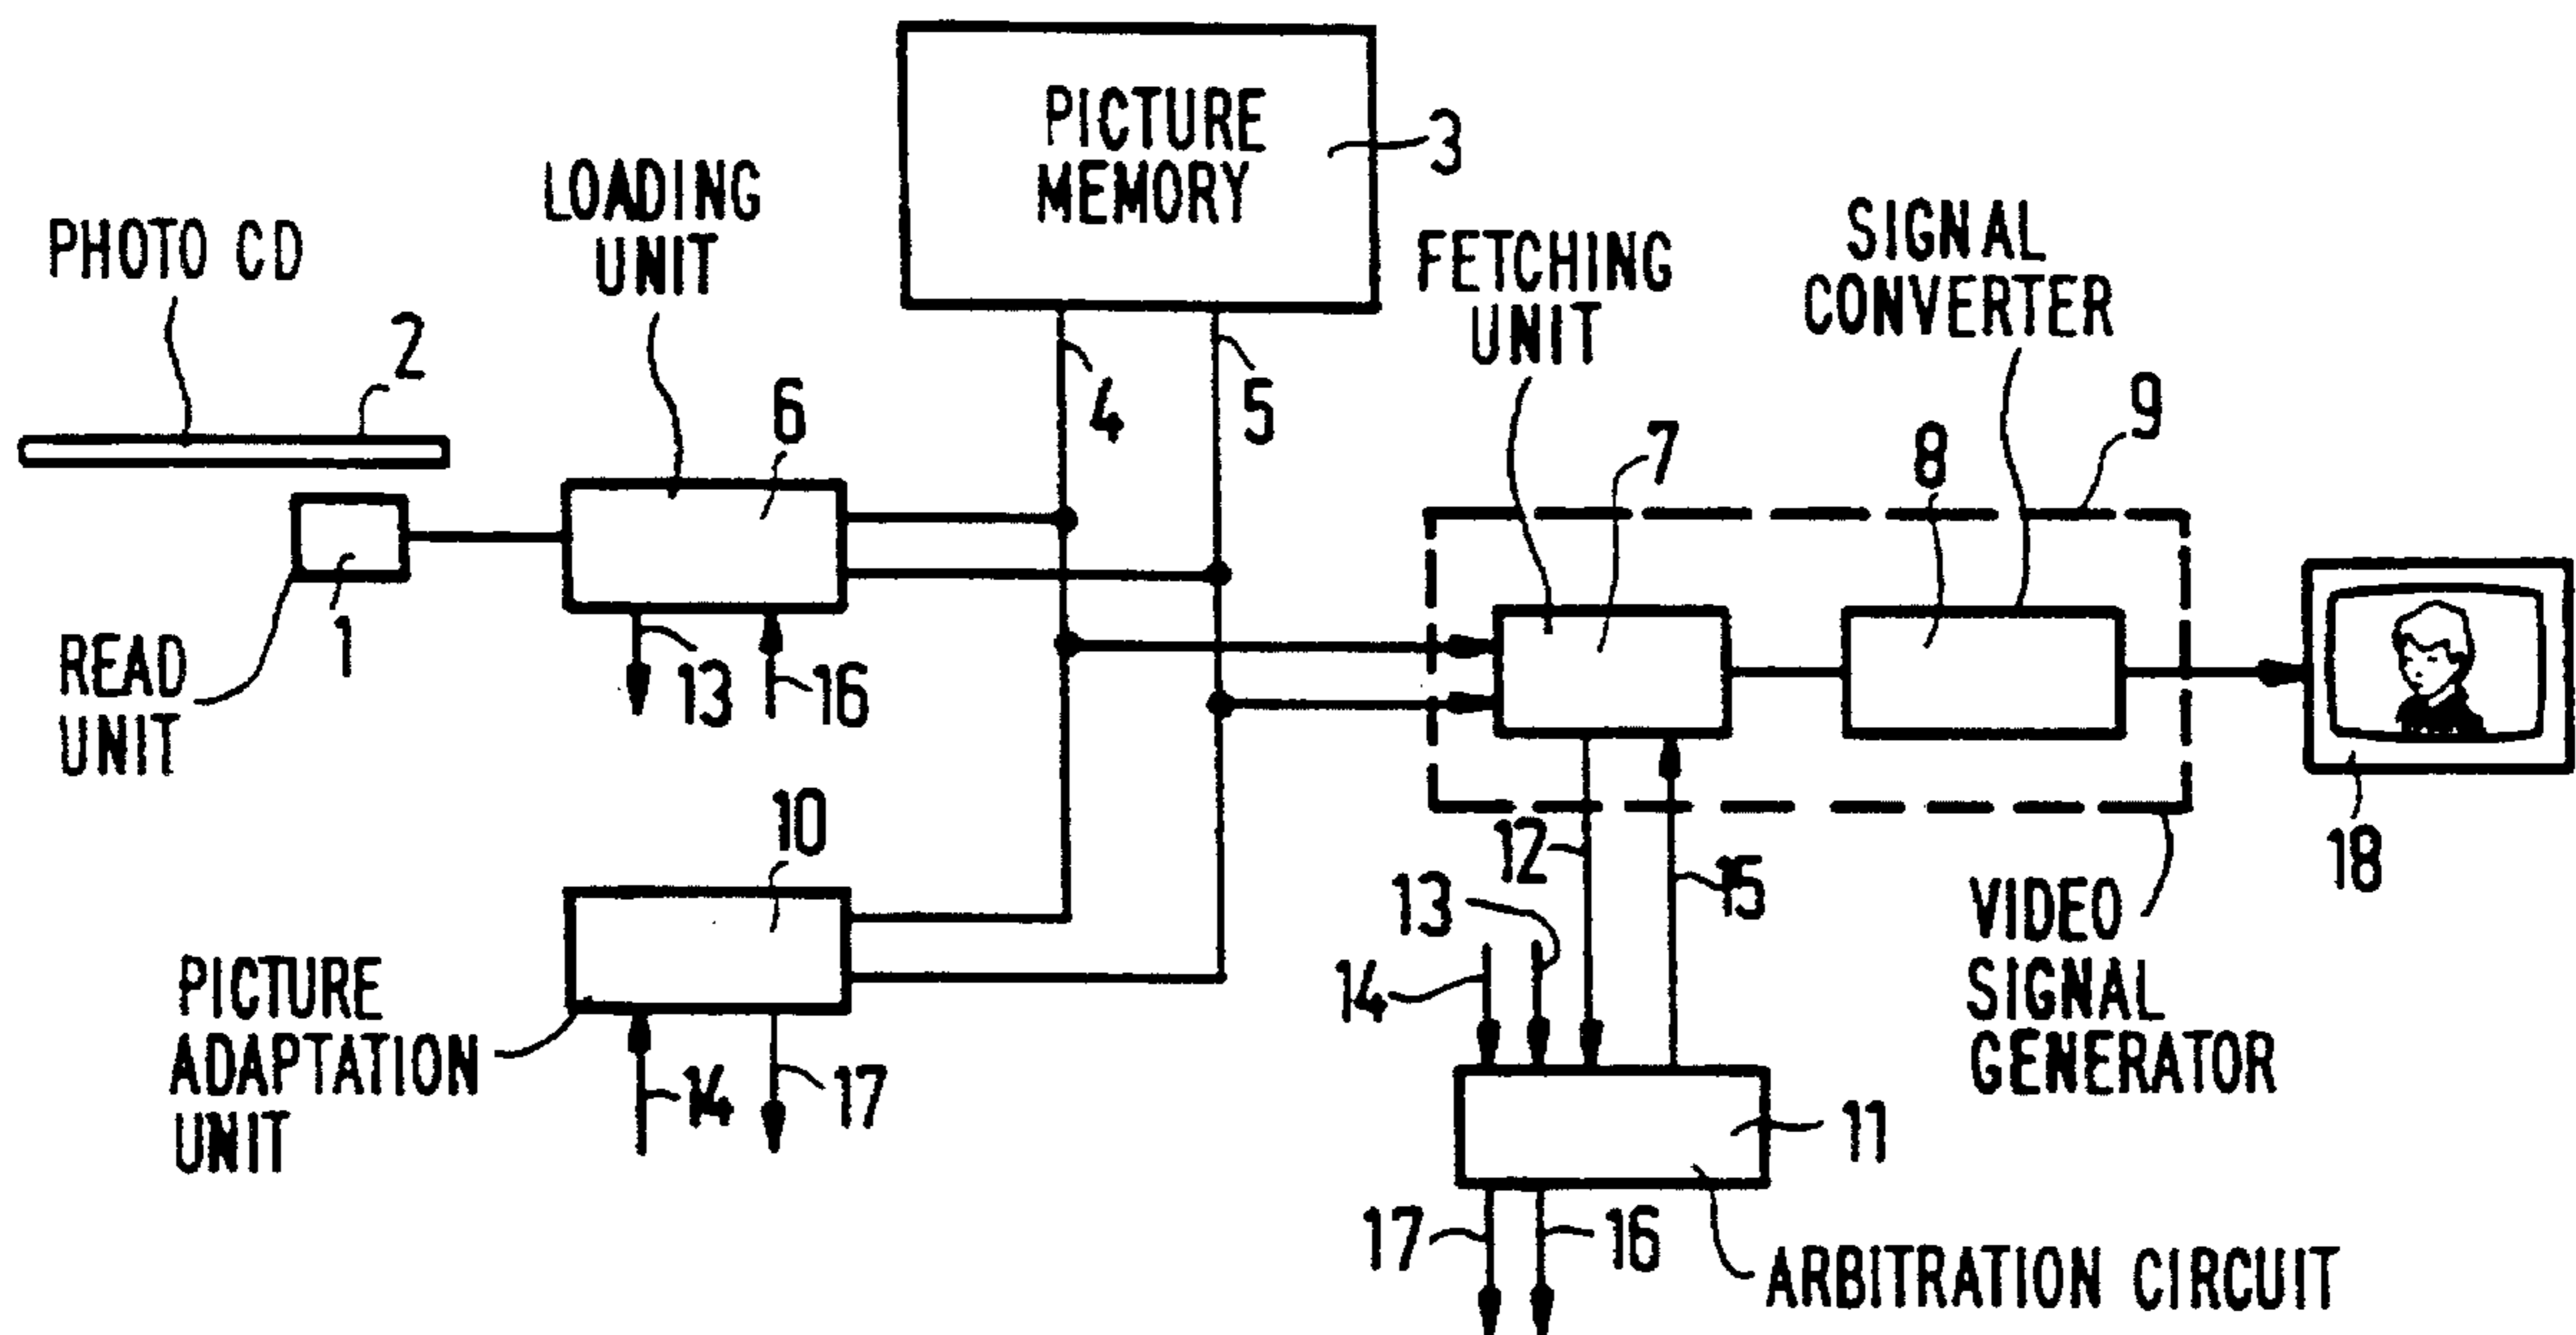 PICTURE
MEMORY
3
LOADING
UNIT
PHOTO CD
2
FETCHING
UNIT
SIGNAL
CONVERTER
4
5
6
7
8
9
1
READ
UNIT
13
16
10
12
15
18
13
14
PICTURE
ADAPTATION
UNIT
14
17
VIDEO
SIGNAL
GENERATOR
11
17
16
ARBITRATION CIRCUIT